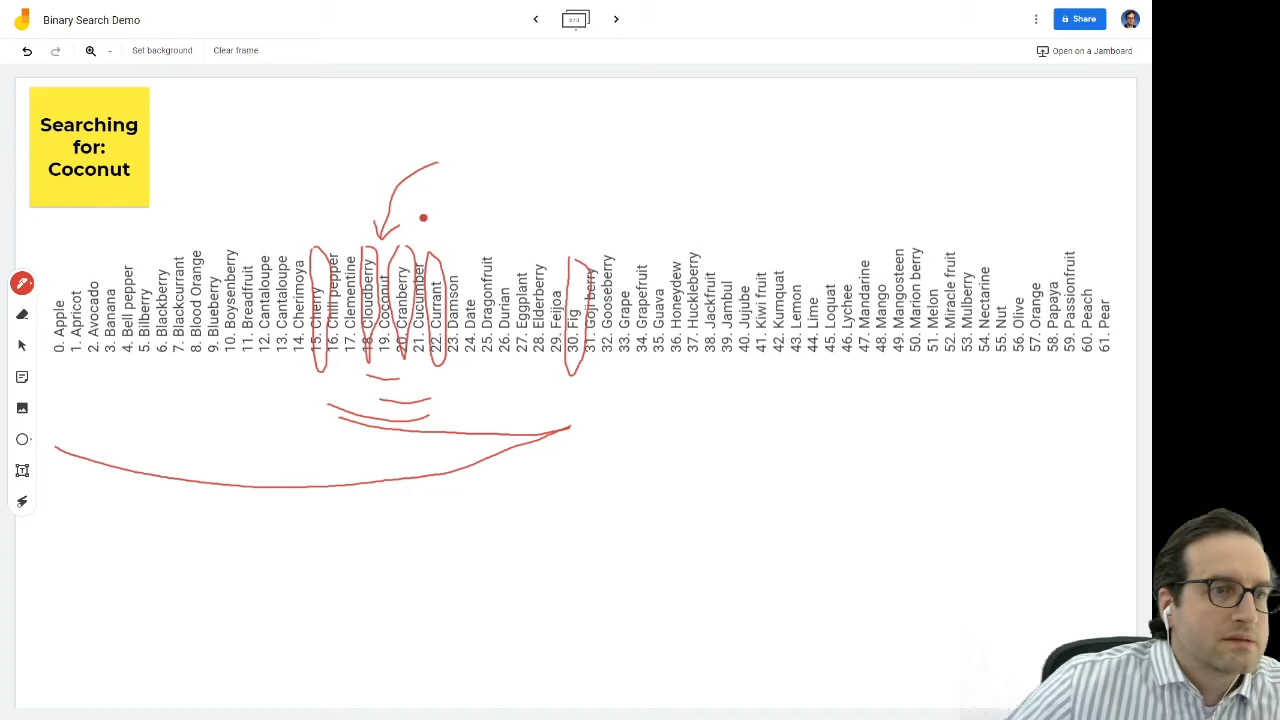 Binary Search Demo
2 / 3
Share
Set background
Clear frame
Open on a Jamboard
Searching
for:
Coconut
0. Apple
1. Apricot
2. Avocado
3. Banana
4. Bell pepper
5. Bilberry
6. Blackberry
7. Blackcurrant
8. Blood Orange
9. Blueberry
10. Boysenberry
11. Breadfruit
12. Cantaloupe
13. Cantaloupe
14. Cherimoya
15. Cherry
16. Chili pepper
17. Clementine
18. Cloudberry
19. Coconut
20. Cranberry
21. Cucumber
22. Currant
23. Damson
24. Date
25. Dragonfruit
26. Durian
27. Eggplant
28. Elderberry
29. Feijoa
30. Fig
31. Goji berry
32. Gooseberry
33. Grape
34. Grapefruit
35. Guava
36. Honeydew
37. Huckleberry
38. Jackfruit
39. Jambul
40. Jujube
41. Kiwi fruit
42. Kumquat
43. Lemon
44. Lime
45. Loquat
46. Lychee
47. Mandarine
48. Mango
49. Mangosteen
50. Marion berry
51. Melon
52. Miracle fruit
53. Mulberry
54. Nectarine
55. Nut
56. Olive
57. Orange
58. Papaya
59. Passionfruit
60. Peach
61. Pear